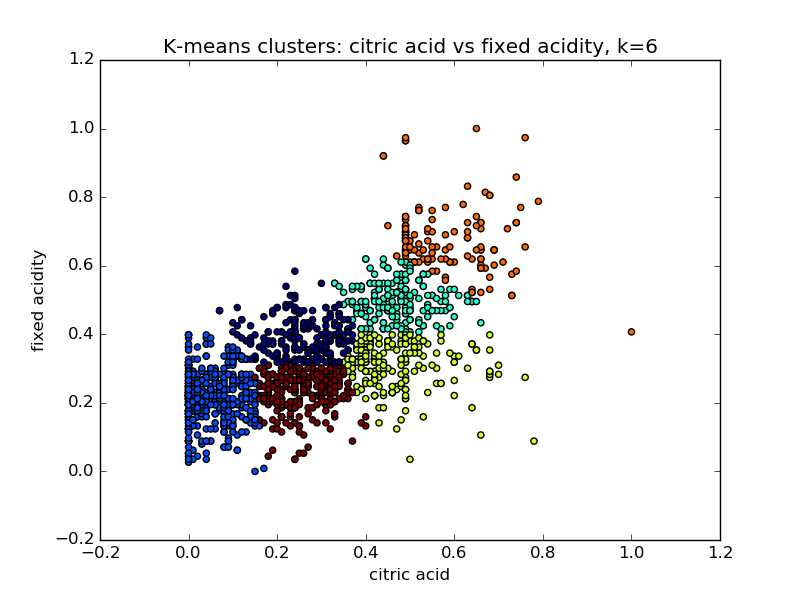 K-means clusters: citric acid vs fixed acidity, k=6
1.2
1.0
0.8
0.6
0.4
0.2
0.0
−0.2
fixed acidity
−0.2 0.0 0.2 0.4 0.6 0.8 1.0 1.2
citric acid